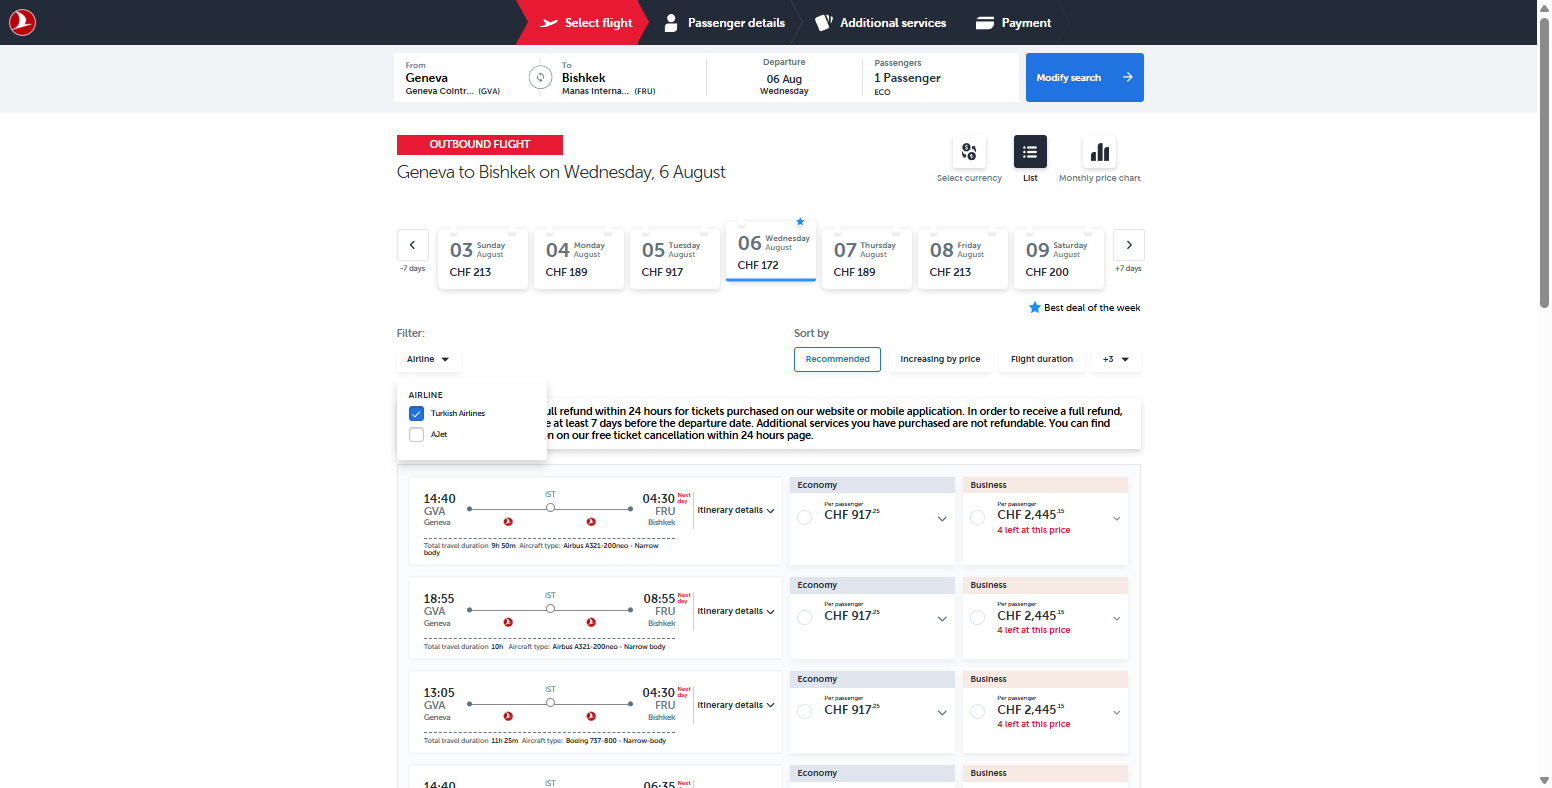 Select flight
Passenger details
Additional services
Payment
From
Geneva
Geneva Cointr... (GVA)
To
Bishkek
Manas Interna... (FRU)
Departure
06 Aug
Wednesday
Passengers
1 Passenger
ECO
Modify search
OUTBOUND FLIGHT
Geneva to Bishkek on Wednesday, 6 August
Select currency
List
Monthly price chart
-7 days
03 Sunday August
CHF 213
04 Monday August
CHF 189
05 Tuesday August
CHF 917
06 Wednesday August
CHF 172
07 Thursday August
CHF 189
08 Friday August
CHF 213
09 Saturday August
CHF 200
+7 days
Best deal of the week
Filter:
Sort by
Airline
Recommended
Increasing by price
Flight duration
+3
AIRLINE
Turkish Airlines
AJet
ull refund within 24 hours for tickets purchased on our website or mobile application. In order to receive a full refund,
e at least 7 days before the departure date. Additional services you have purchased are not refundable. You can find
n on our free ticket cancellation within 24 hours page.
14:40
GVA
Geneva
IST
04:30 Next day
FRU
Bishkek
Itinerary details
Total travel duration 9h 50m Aircraft type: Airbus A321-200neo - Narrow
body
Economy
Per passenger
CHF 917.25
Business
Per passenger
CHF 2,445.15
4 left at this price
18:55
GVA
Geneva
IST
08:55 Next day
FRU
Bishkek
Itinerary details
Total travel duration 10h Aircraft type: Airbus A321-200neo - Narrow body
Economy
Per passenger
CHF 917.25
Business
Per passenger
CHF 2,445.15
4 left at this price
13:05
GVA
Geneva
IST
04:30 Next day
FRU
Bishkek
Itinerary details
Total travel duration 11h 25m Aircraft type: Boeing 737-800 - Narrow-body
Economy
Per passenger
CHF 917.25
Business
Per passenger
CHF 2,445.15
4 left at this price
14:40
IST
06:35 Next
Economy
Business